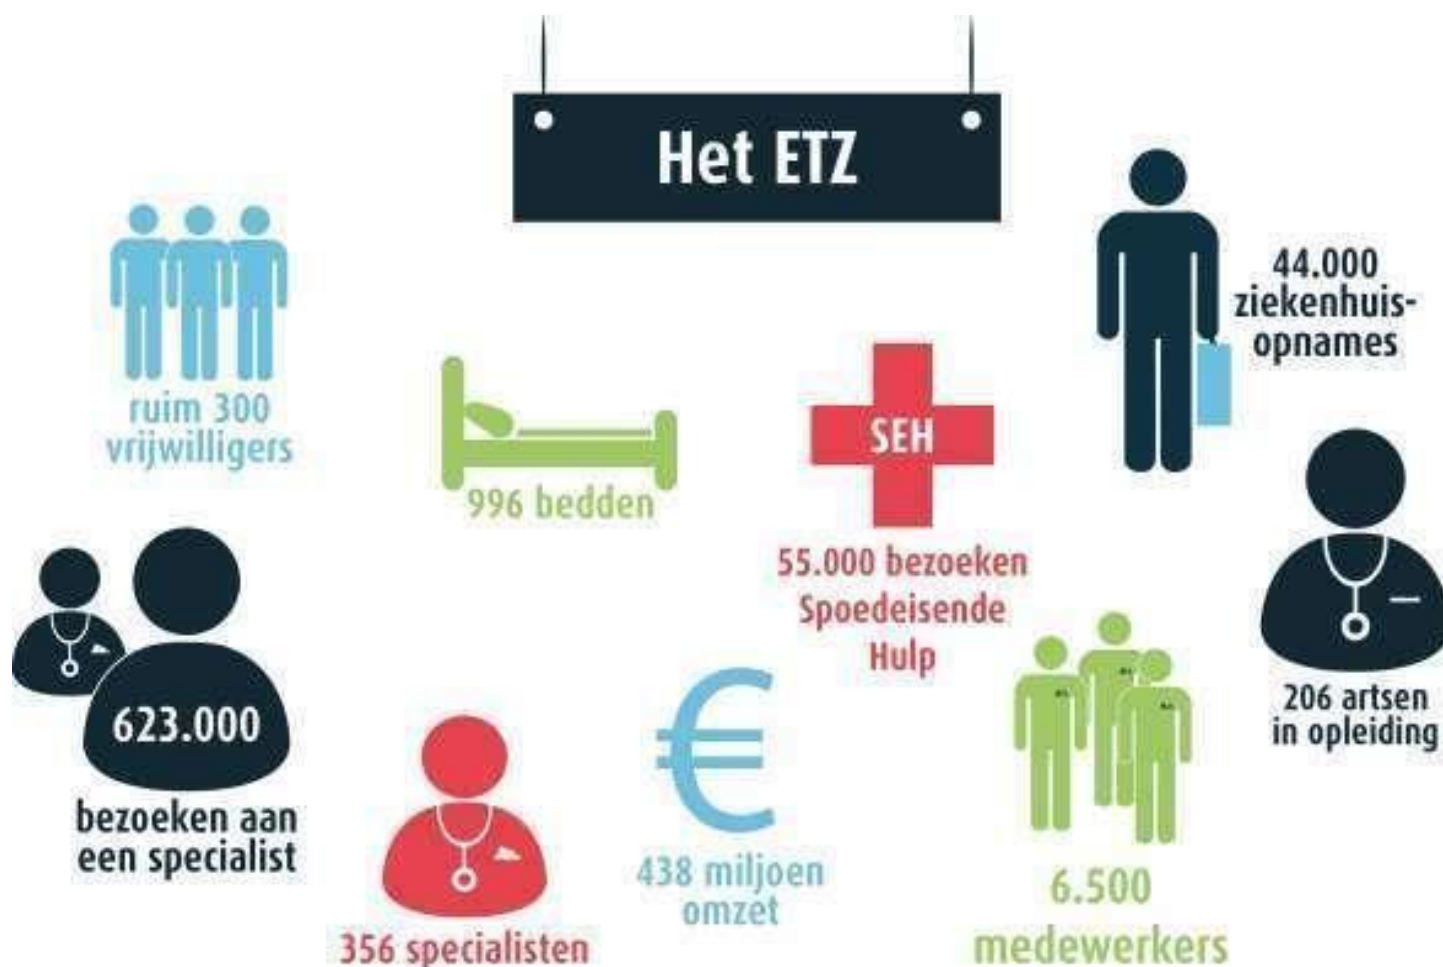 Het ETZ
ruim 300
vrijwilligers
996 bedden
SEH
55.000 bezoeken
Spoedeisende
Hulp
44.000
ziekenhuis-
opnames
206 artsen
in opleiding
623.000
bezoeken aan
een specialist
356 specialisten
438 miljoen
omzet
6.500
medewerkers